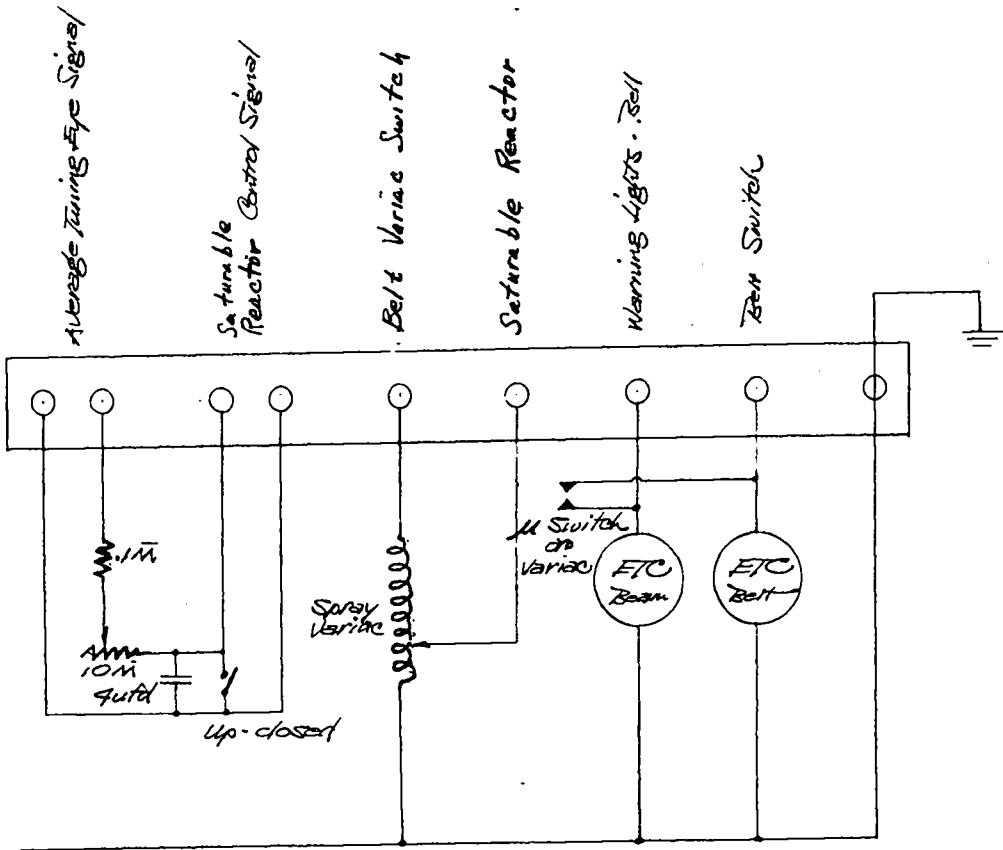 Average Tuning Eye Signal
Saturable
Reactor Control Signal
Belt Variac Switch
Saturable Reactor
Warning Lights. Bell
Belt Switch
.1M
10M
4ufd
up-closed
Spray
Variac
μ Switch
on
Variac
ETC
Beam
ETC
Belt